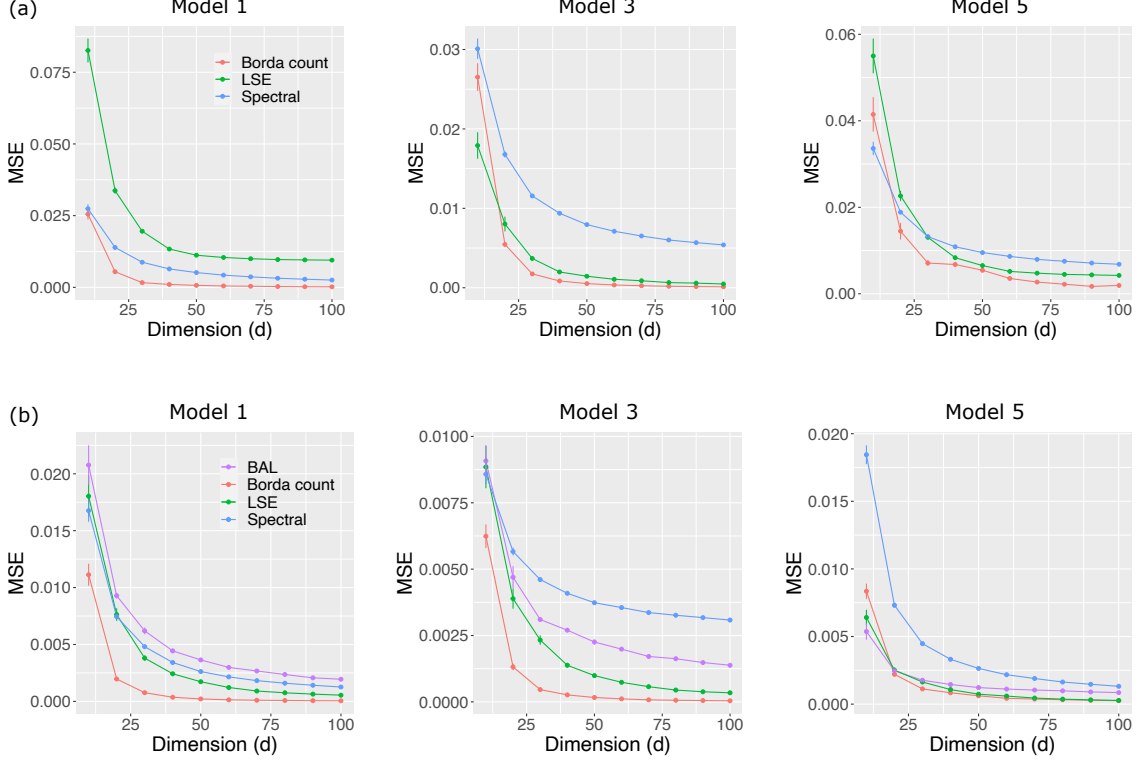 (a)
Model 1
Model 3
Model 5
MSE
0.075
0.050
0.025
0.000
Borda count
LSE
Spectral
25
50
75
100
Dimension (d)
MSE
0.03
0.02
0.01
0.00
25
50
75
100
Dimension (d)
MSE
0.06
0.04
0.02
0.00
25
50
75
100
Dimension (d)
(b)
Model 1
Model 3
Model 5
MSE
0.020
0.015
0.010
0.005
0.000
BAL
Borda count
LSE
Spectral
25
50
75
100
Dimension (d)
MSE
0.0100
0.0075
0.0050
0.0025
0.0000
25
50
75
100
Dimension (d)
MSE
0.020
0.015
0.010
0.005
0.000
25
50
75
100
Dimension (d)